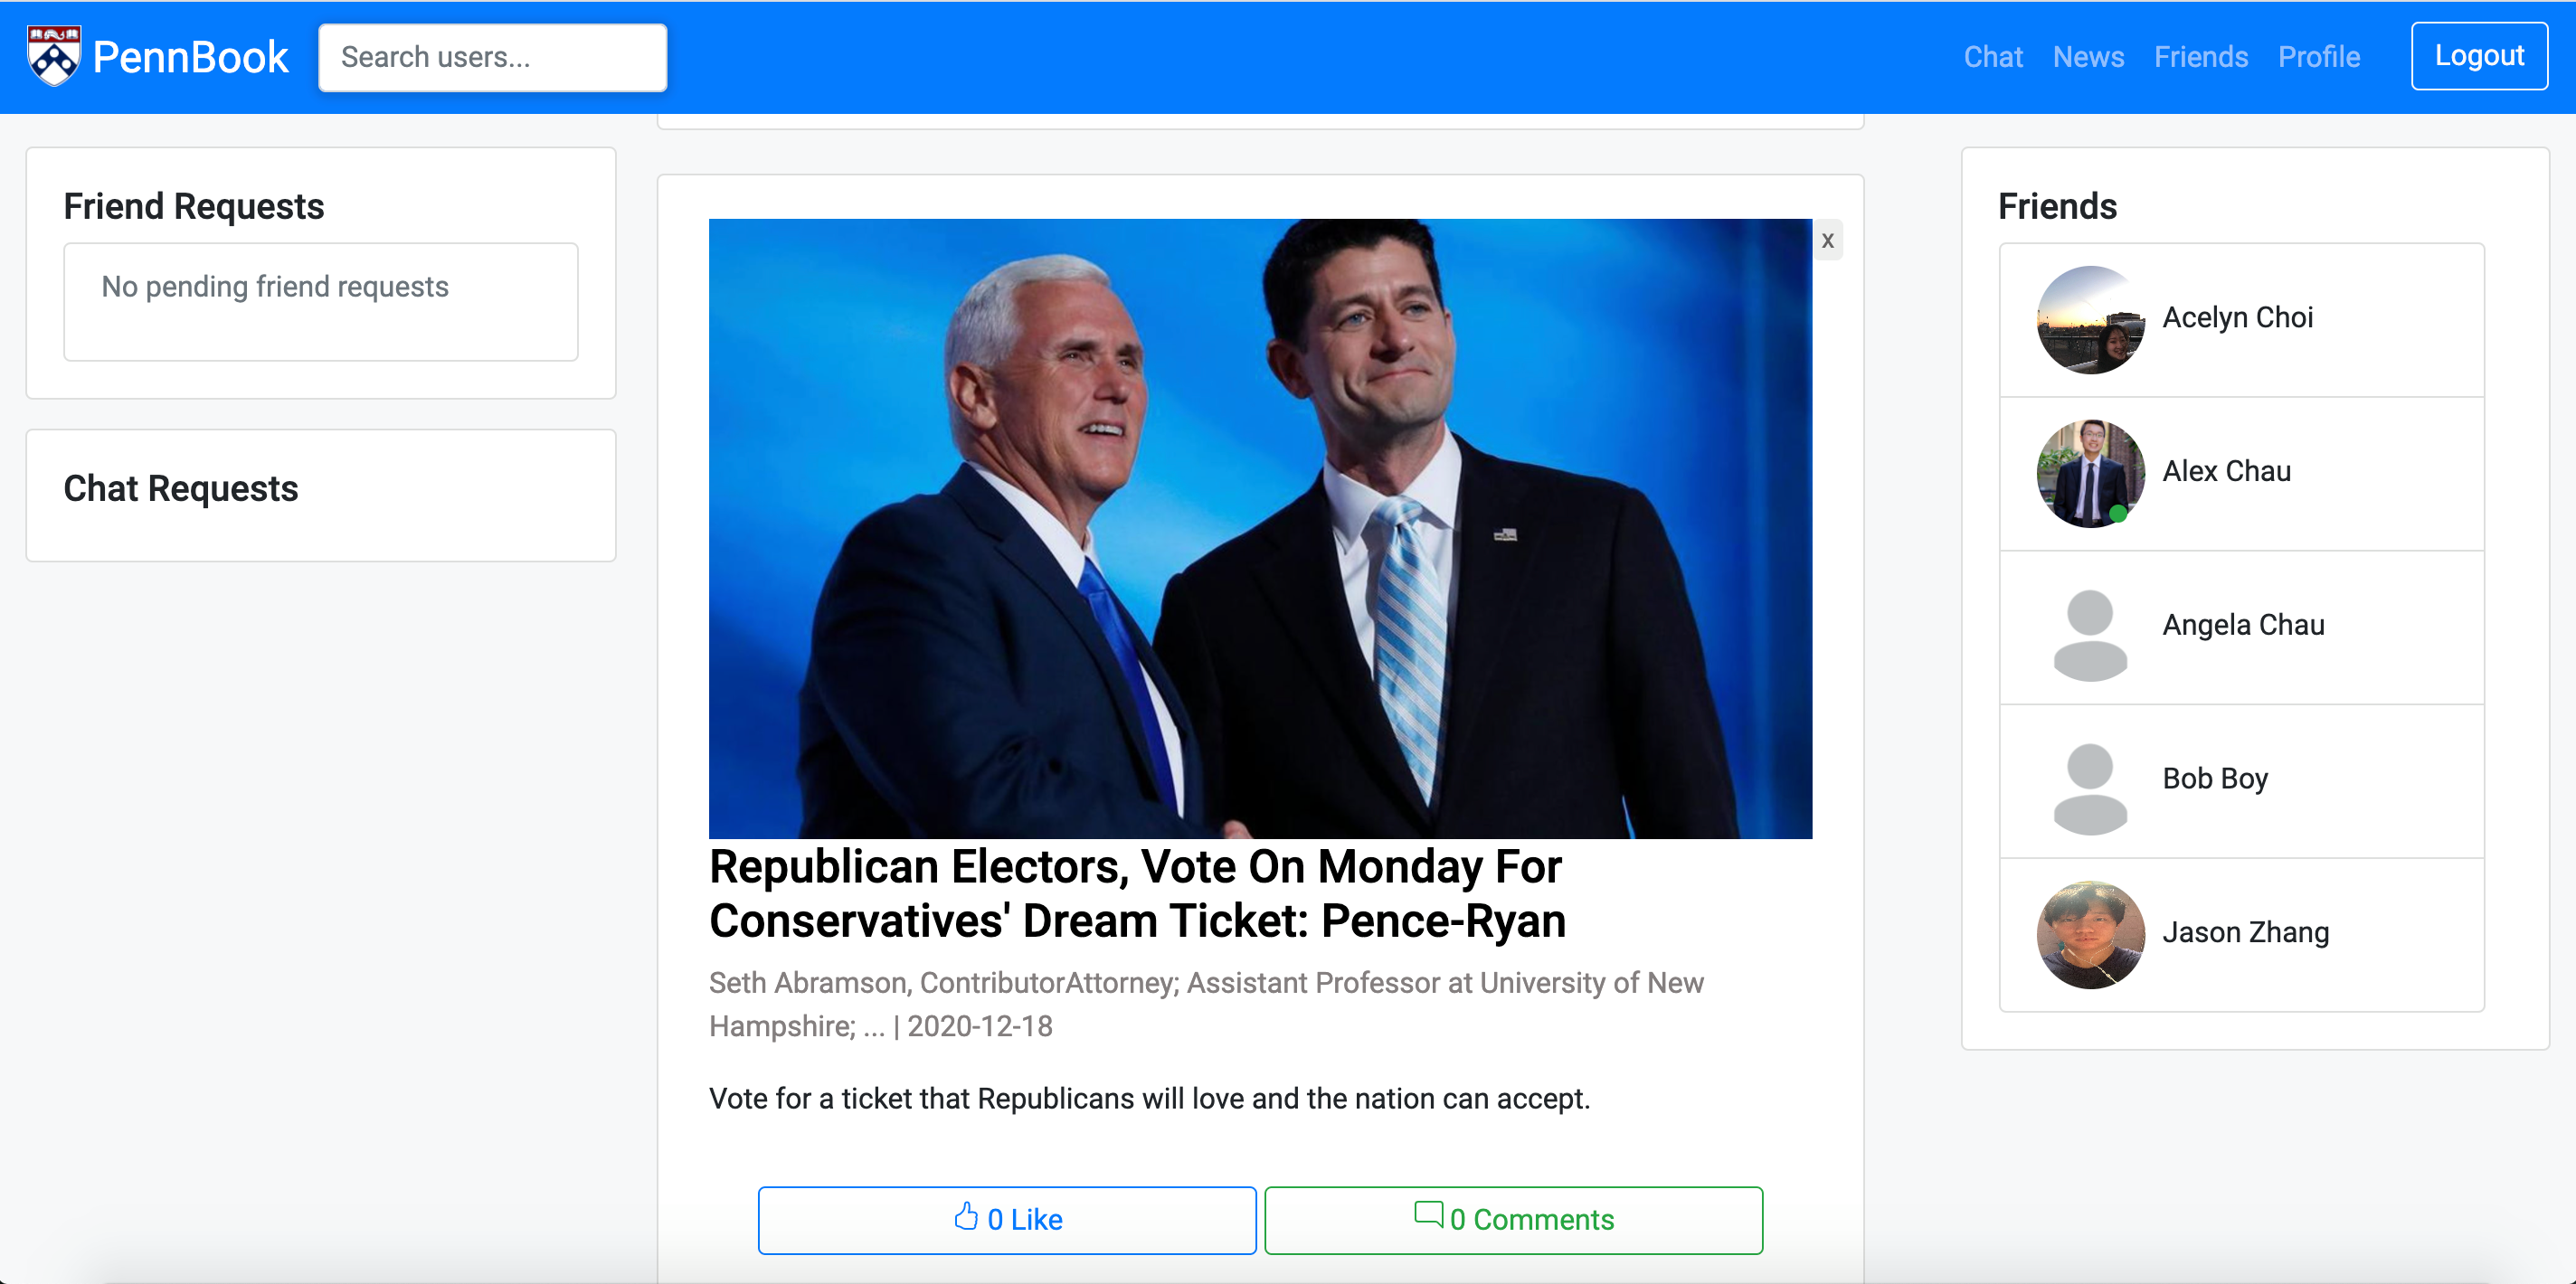 PennBook
Search users...
Chat
News
Friends
Profile
Logout
Friend Requests
No pending friend requests
Chat Requests
x
Republican Electors, Vote On Monday For
Conservatives' Dream Ticket: Pence-Ryan
Seth Abramson, ContributorAttorney; Assistant Professor at University of New
Hampshire; ... | 2020-12-18
Vote for a ticket that Republicans will love and the nation can accept.
0 Like
0 Comments
Friends
Acelyn Choi
Alex Chau
Angela Chau
Bob Boy
Jason Zhang